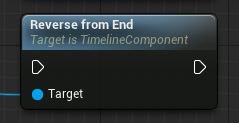 Reverse from End
Target is TimelineComponent
Target